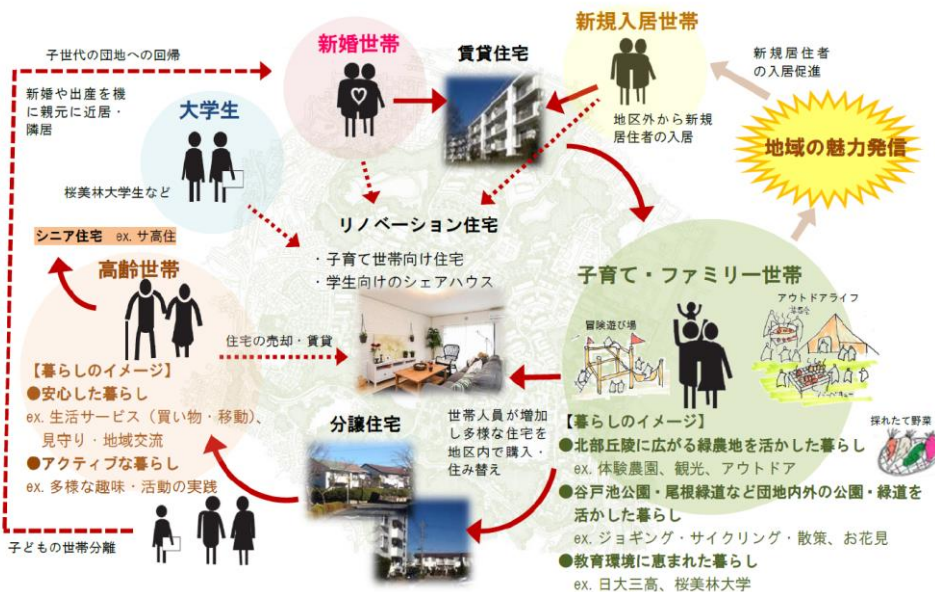 新規入居世帯
新婚世帯
賃貸住宅
子世代の団地への回帰
新規居住者
の入居促進
新婚や出産を機
に親元に近居・
隣居
大学生
地区外から新規
居住者の入居
地域の魅力発信
桜美林大学生など
リノベーション住宅
シニア住宅 ex. サ高住
・子育て世帯向け住宅
・学生向けのシェアハウス
高齢世帯
子育て・ファミリー世帯
アウトドアライフ
冒険遊び場
住宅の売却・賃貸
【暮らしのイメージ】
●安心した暮らし
ex. 生活サービス（買い物・移動）、
見守り・地域交流
●アクティブな暮らし
ex. 多様な趣味・活動の実践
分譲住宅
世帯人員が増加
し多様な住宅を
地区内で購入・
住み替え
【暮らしのイメージ】
採れたて野菜
●北部丘陵に広がる緑農地を活かした暮らし
ex. 体験農園、観光、アウトドア
●谷戸池公園・尾根緑道など団地内外の公園・緑道を
活かした暮らし
ex. ジョギング・サイクリング・散策、お花見
●教育環境に恵まれた暮らし
ex. 日大三高、桜美林大学
子どもの世帯分離